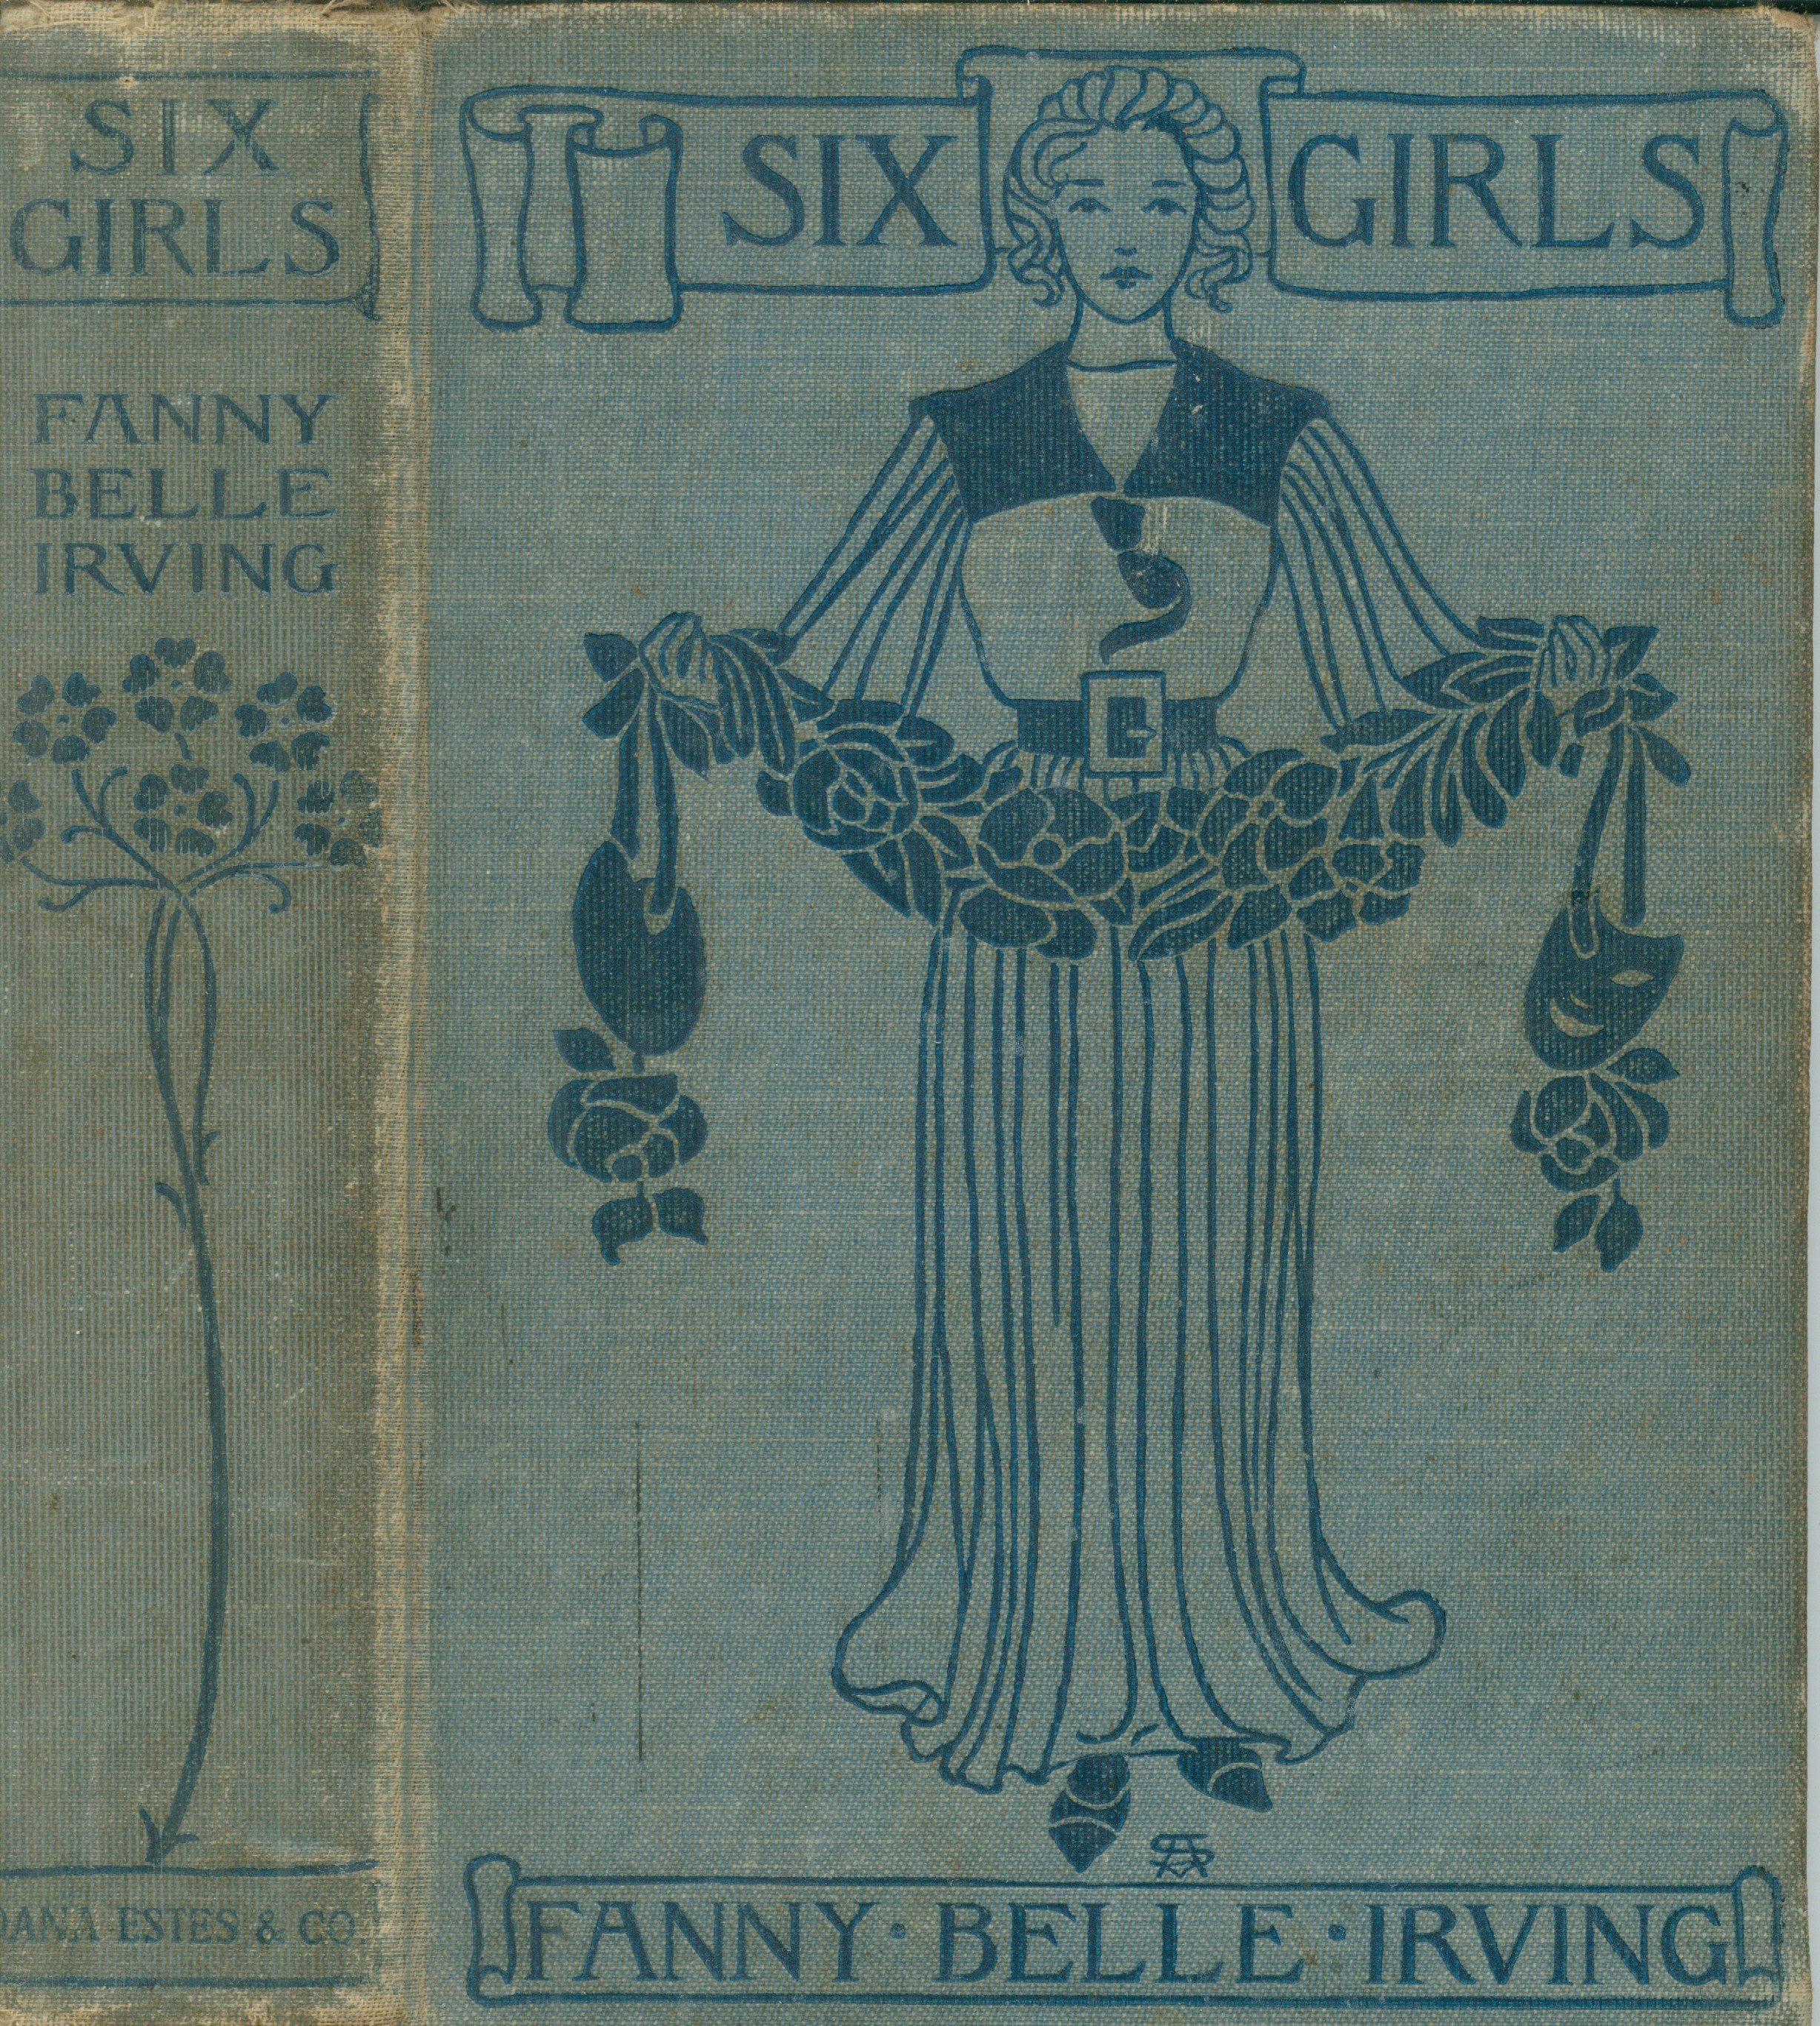 SIX
GIRLS
FANNY
BELLE
IRVING
DANA ESTES & CO.
SIX GIRLS
FANNY · BELLE · IRVING